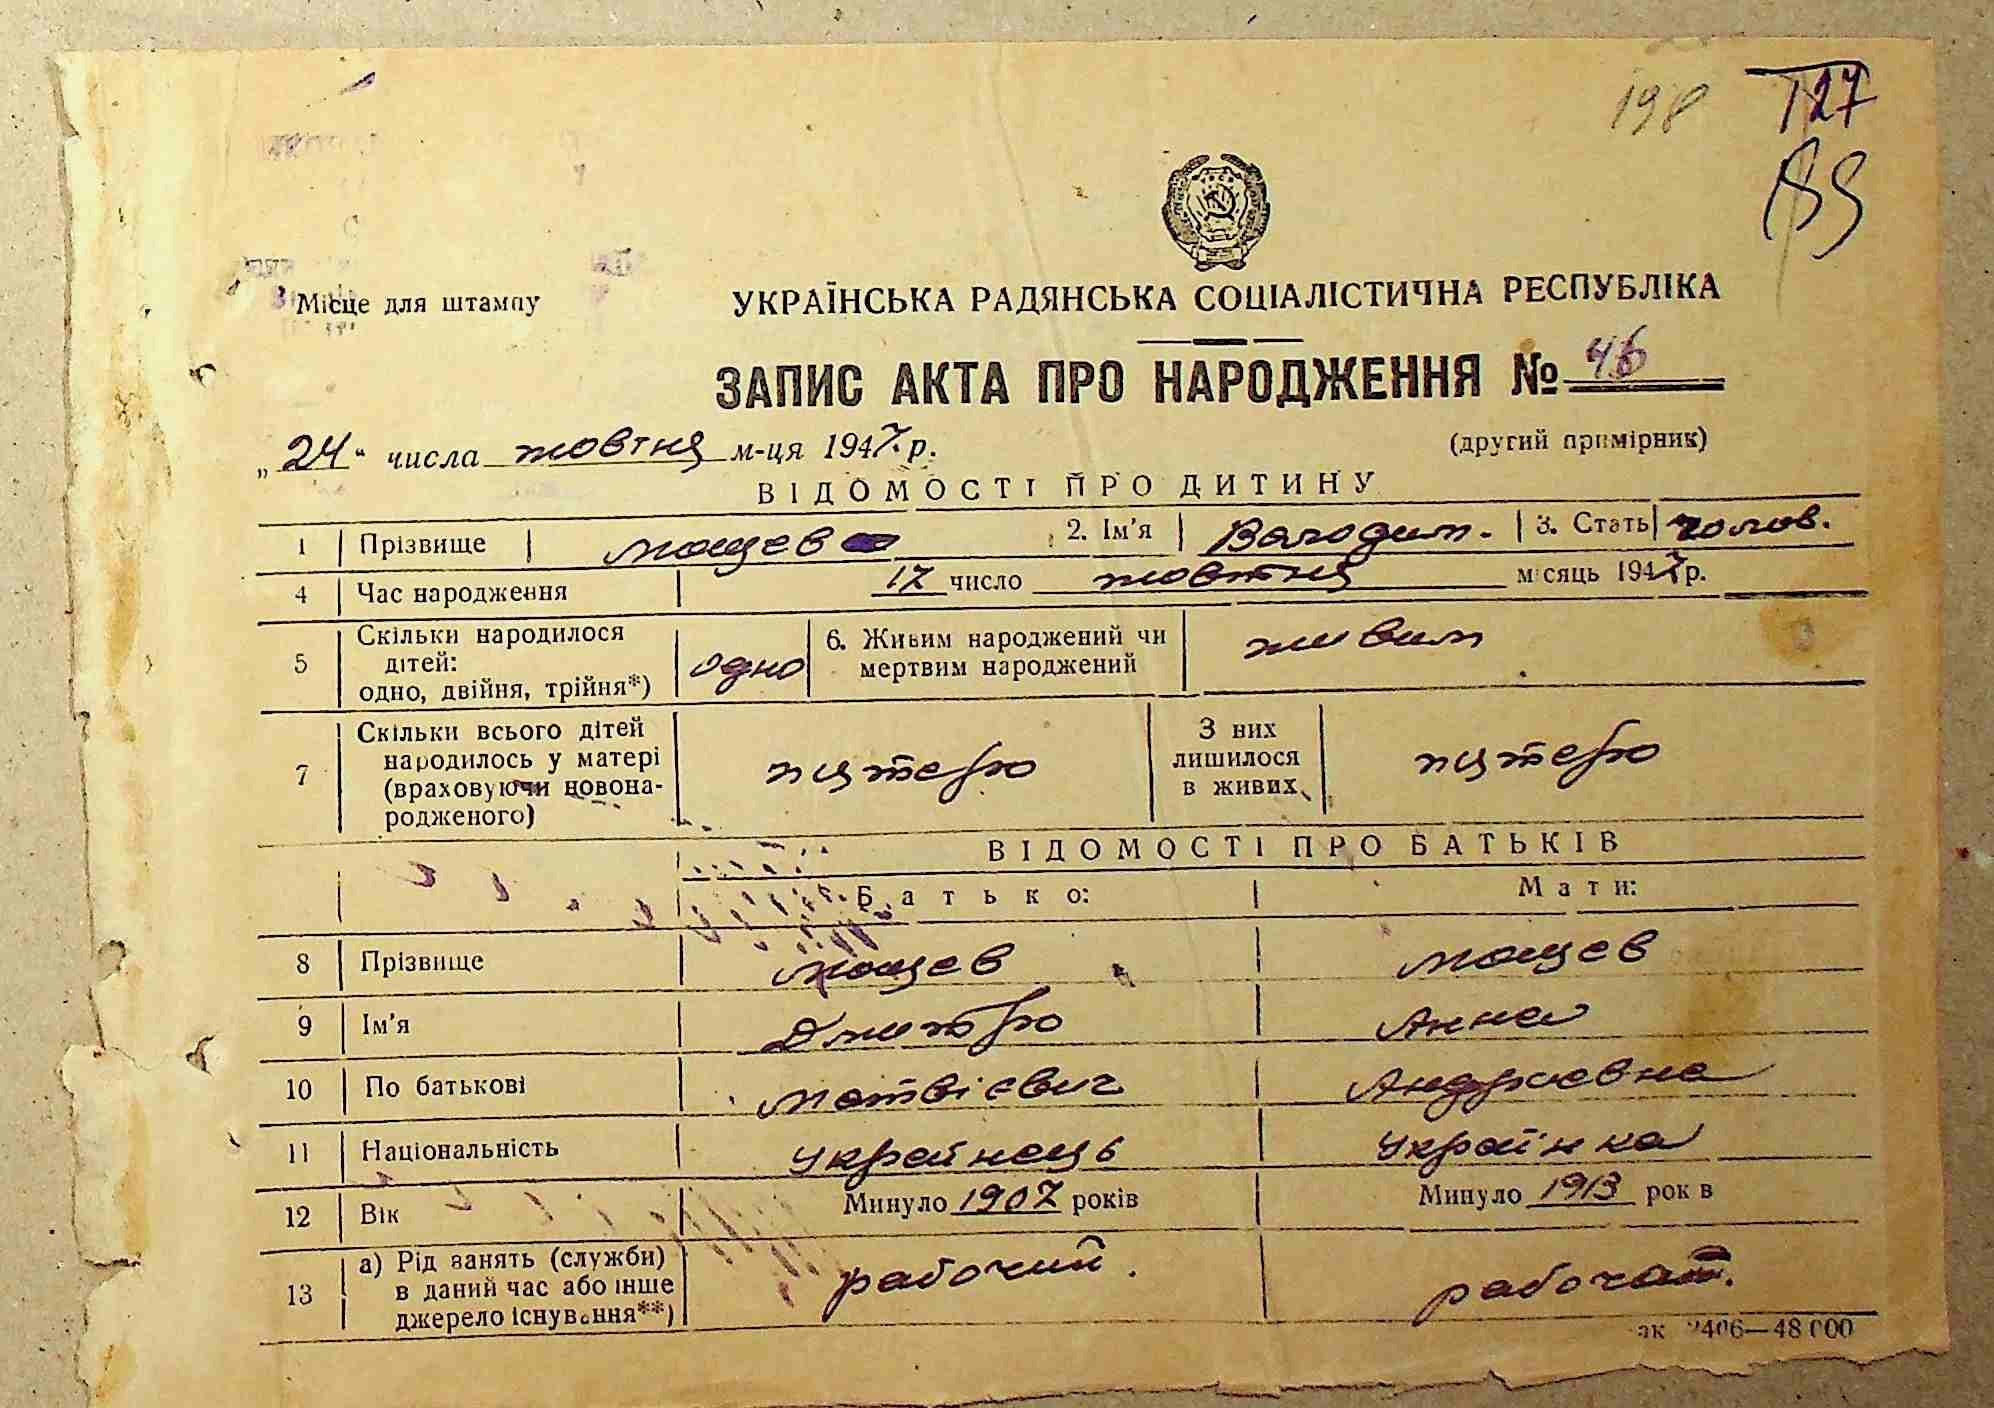 198 127
189
Місце для штампу
УКРАЇНСЬКА РАДЯНСЬКА СОЦІАЛІСТИЧНА РЕСПУБЛІКА
ЗАПИС АКТА ПРО НАРОДЖЕННЯ № 46
„24“ числа жовтня м-ця 1947 р. (другий примірник)
ВІДОМОСТІ ПРО ДИТИНУ
1 Прізвище Мощев 2. Ім'я Володим. 3. Стать чолов.
4 Час народження 17 число жовтня місяць 1947 р.
5 Скільки народилося дітей: одно, двійня, трійня*) одно 6. Живим народжений чи мертвим народжений живим
7 Скільки всього дітей народилось у матері (враховуючи новонародженого) пятеро З них лишилося в живих пятеро
ВІДОМОСТІ ПРО БАТЬКІВ
Батько: Мати:
8 Прізвище Мощев Мощев
9 Ім'я Дмитро Анна
10 По батькові Матвієвич Андреєвна
11 Національність Українець Українка
12 Вік Минуло 1907 років Минуло 1913 років
13 а) Рід занять (служби) в даний час або інше джерело існування**) рабочий. рабоча
2406—48 000